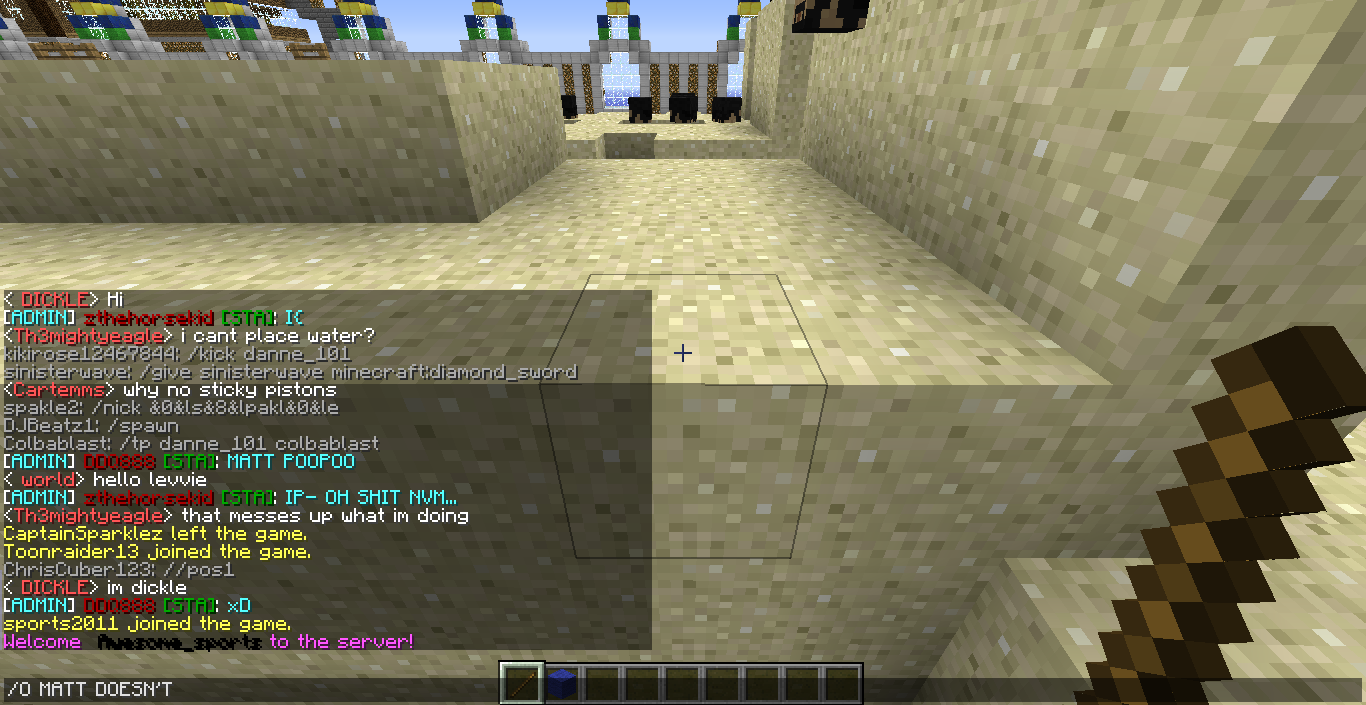 < DICKLE> Hi
[ADMIN] zthehorsekid [STA]: I{
<Th3mightyeagle> i cant place water?
kikirose12467844: /kick danne_101
sinisterwave: /give sinisterwave minecraft:diamond_sword
<Cartemms> why no sticky pistons
spakle2: /nick &0&ls&8&lpakl&0&le
DJBeatz1: /spawn
Colbablast: /tp danne_101 colbablast
[ADMIN] [STA]: MATT POOPOO
< world> hello levvie
[ADMIN] zthehorsekid [STA]: IP- OH SHIT NVM...
<Th3mightyeagle> that messes up what im doing
CaptainSparklez left the game.
Toonraider13 joined the game.
ChrisCuber123: //pos1
< DICKLE> im dickle
[ADMIN] [STA]: xD
sports2011 joined the game.
Welcome Awesome_sports to the server!
/O MATT DOESN'T